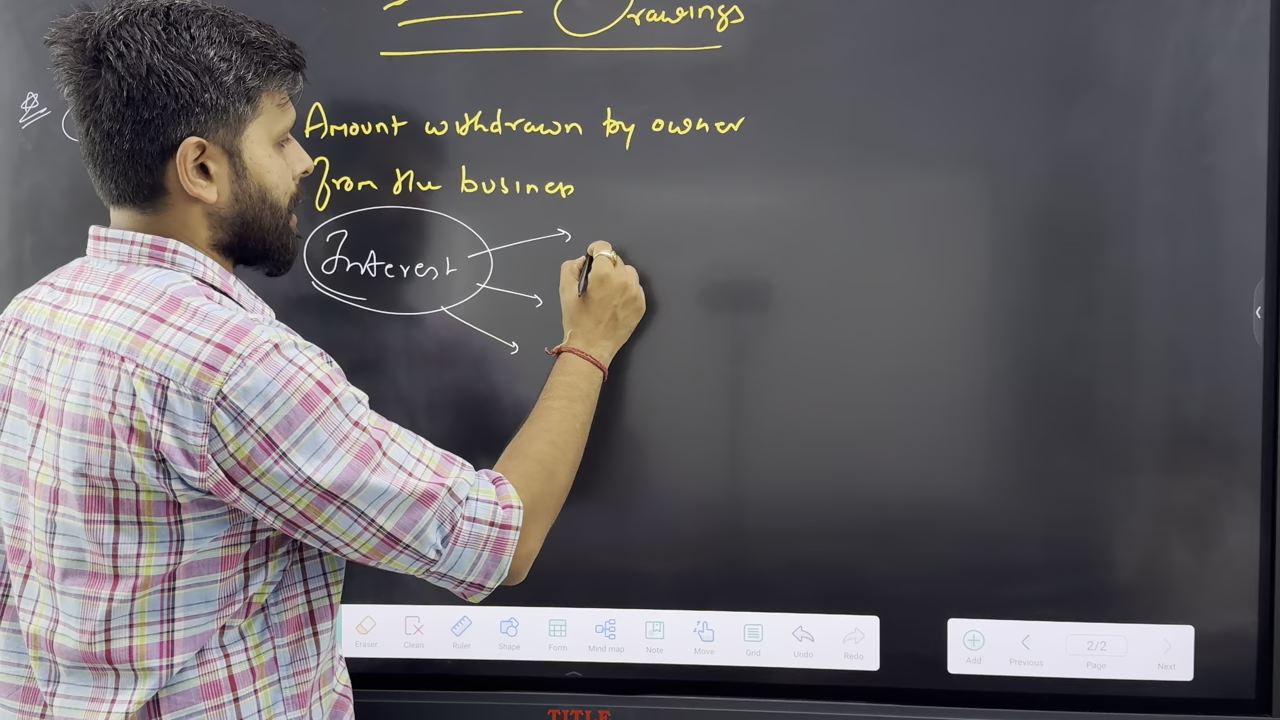 Drawings
Amount withdrawn by owner
from the business
Interest
Eraser
Clean
Ruler
Shape
Form
Mind map
Note
Move
Grid
Undo
Redo
Add
Previous
2/2
Page
Next
TITLE